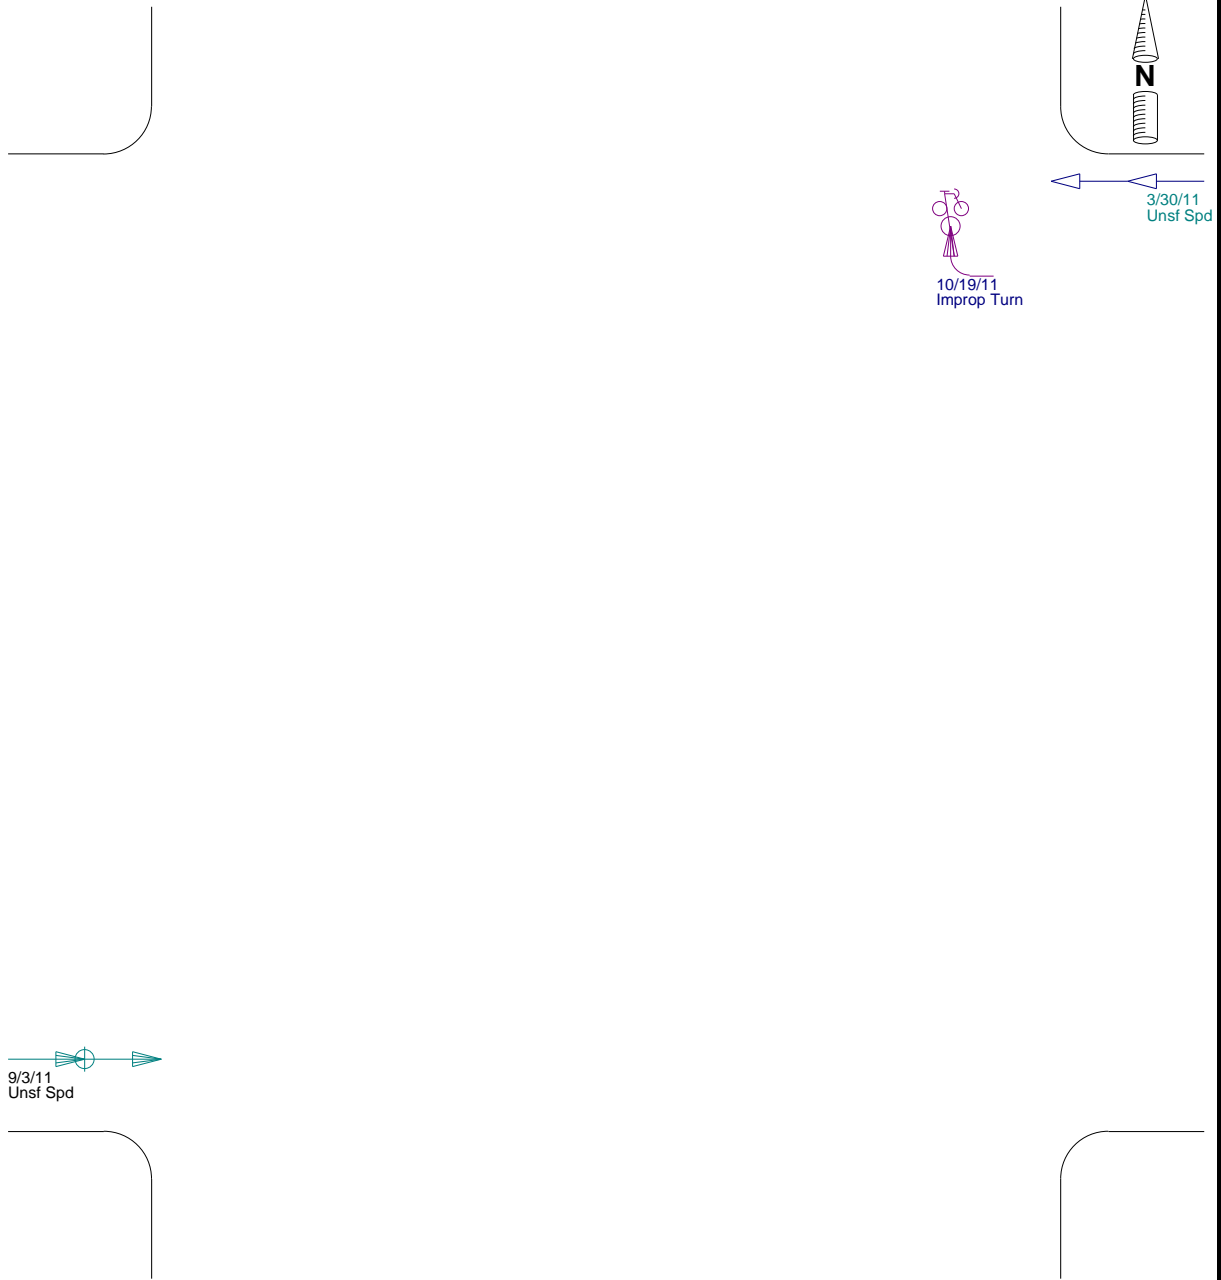 N
3/30/11
Unsf Spd
10/19/11
Improp Turn
9/3/11
Unsf Spd